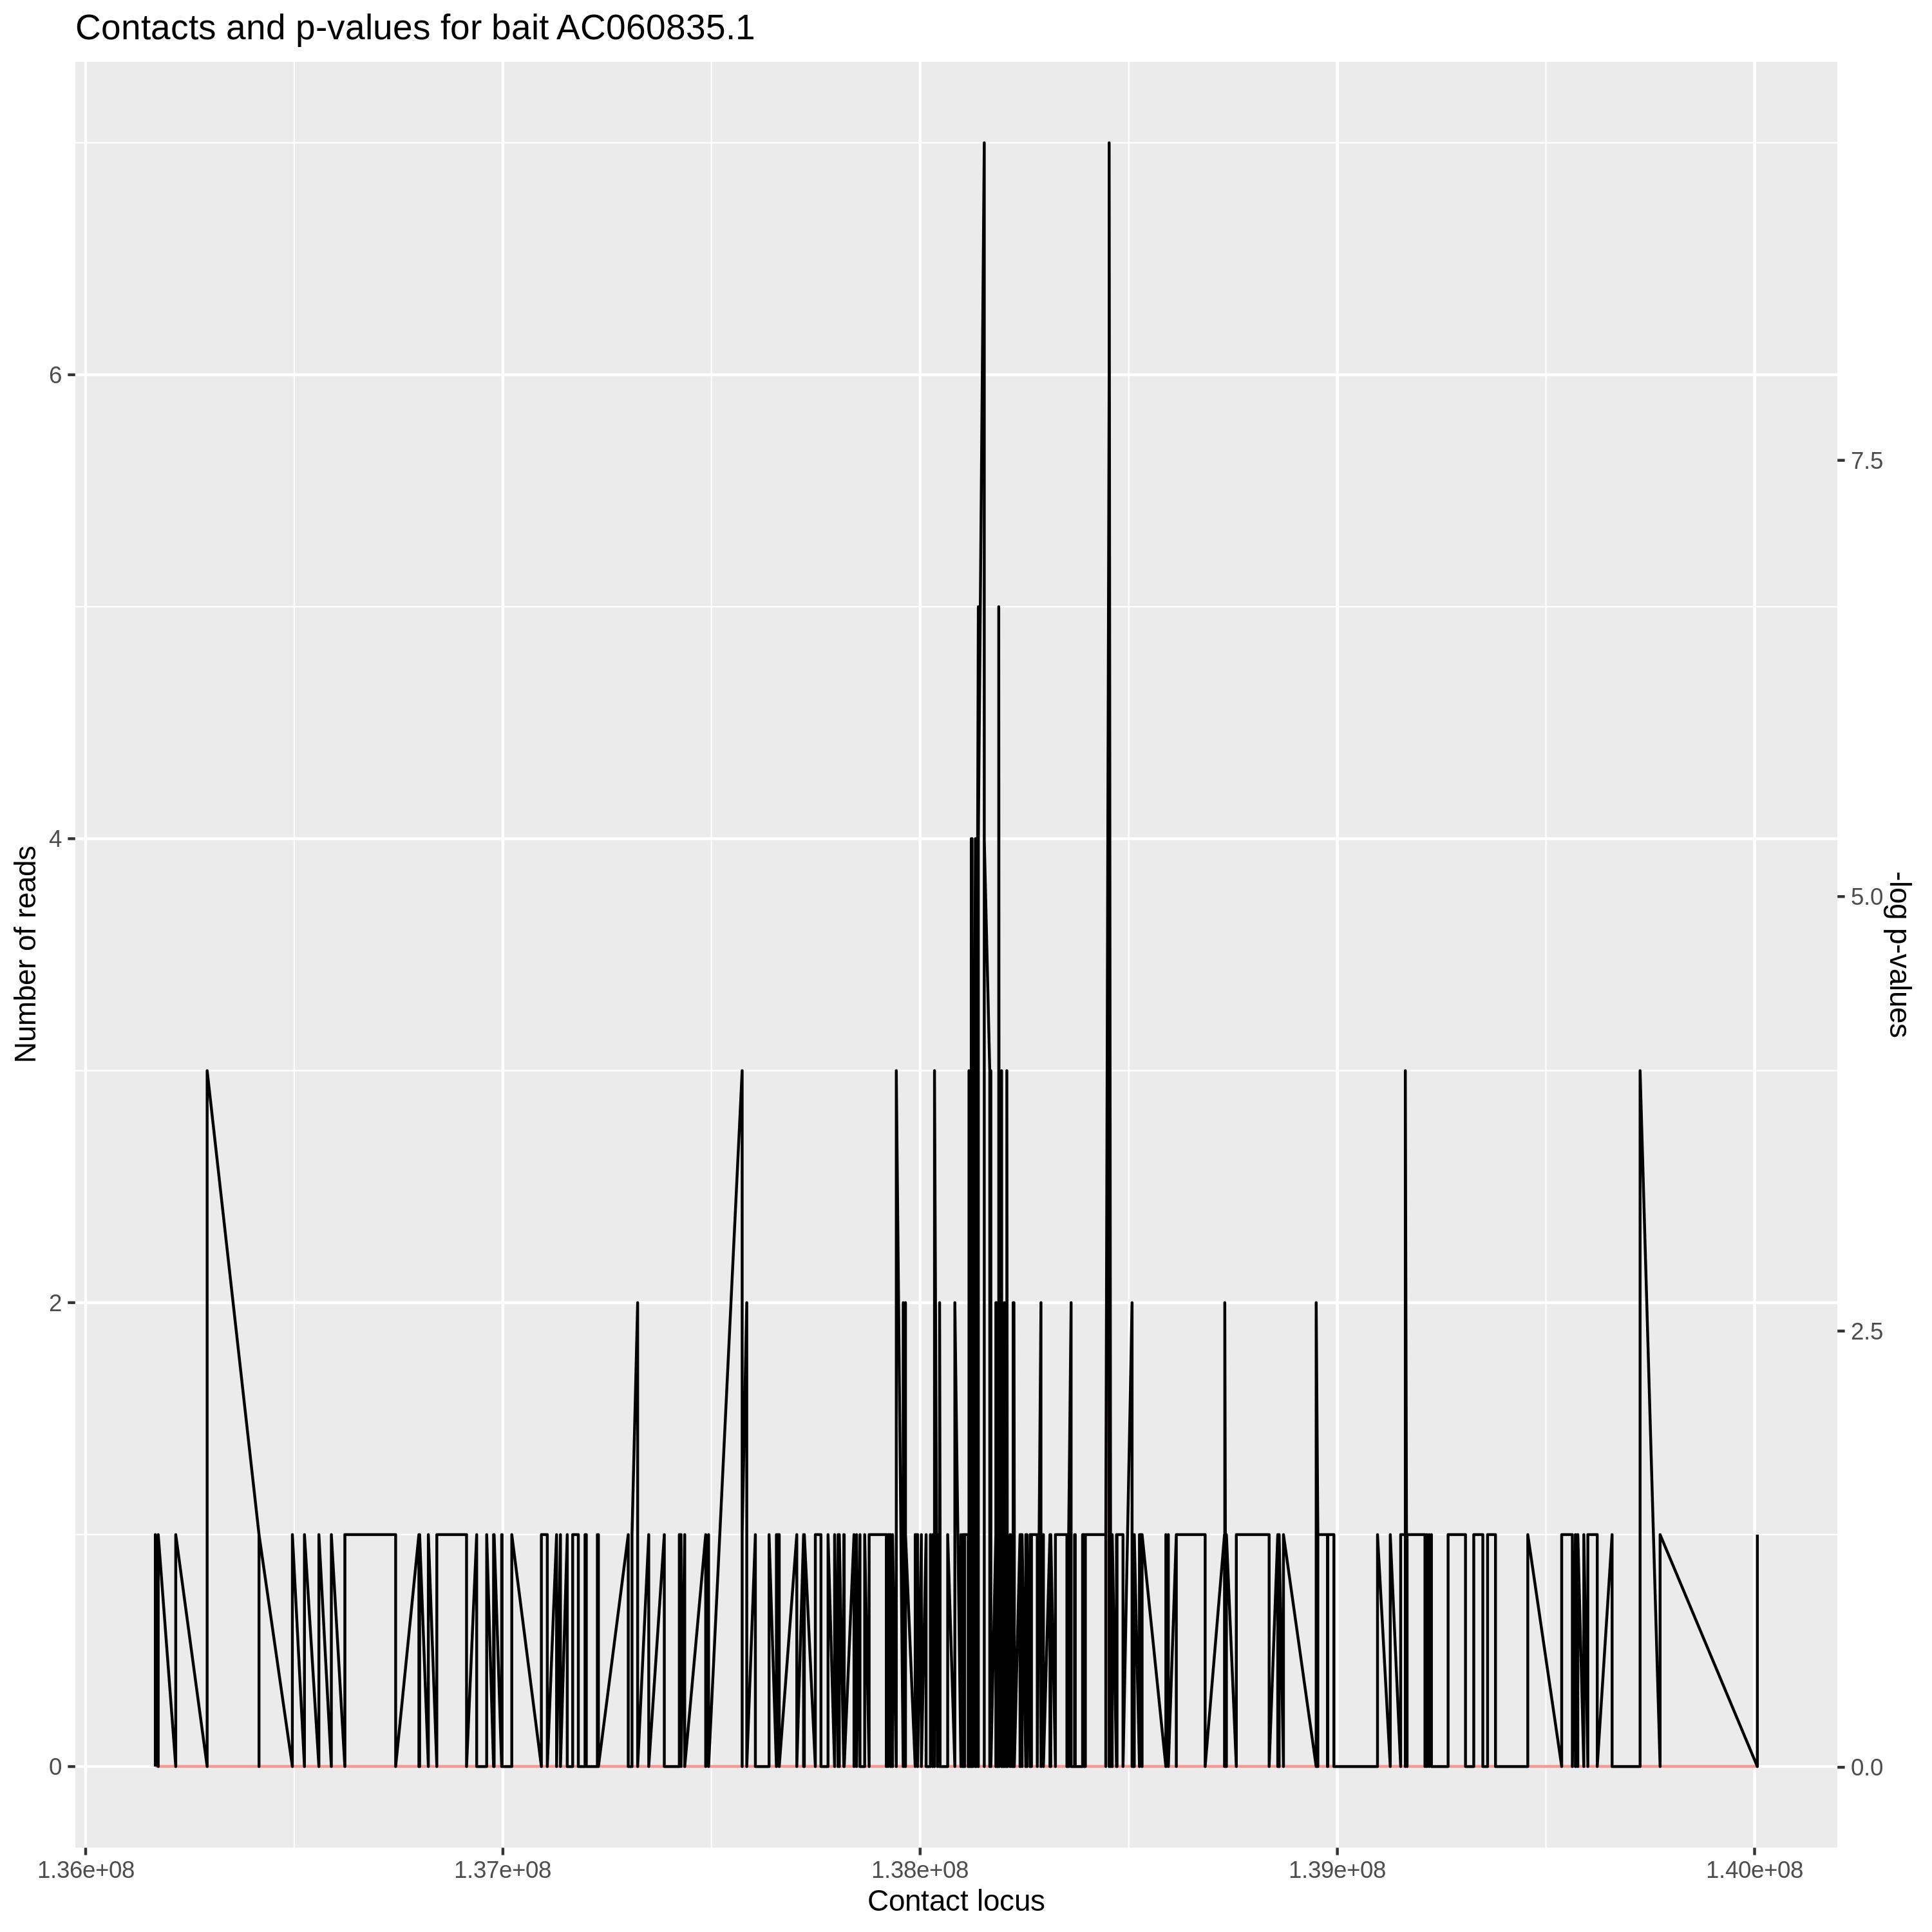 Contacts and p-values for bait AC060835.1
Number of reads
6
4
2
0
7.5
5.0
2.5
0.0
-log p-values
1.36e+08 1.37e+08 1.38e+08 1.39e+08 1.40e+08
Contact locus